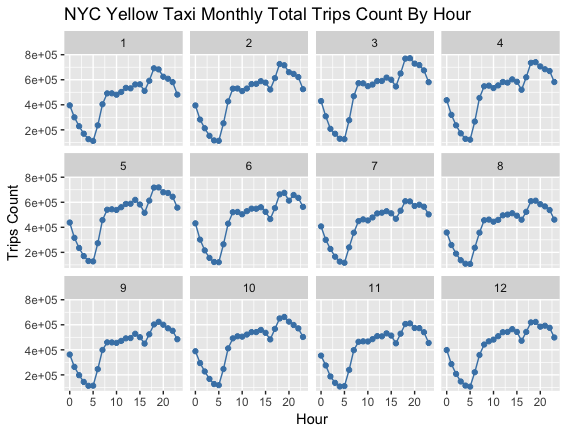 NYC Yellow Taxi Monthly Total Trips Count By Hour
1 2 3 4
8e+05
6e+05
4e+05
2e+05
5 6 7 8
8e+05
6e+05
4e+05
2e+05
9 10 11 12
8e+05
6e+05
4e+05
2e+05
Trips Count
0 5 10 15 20 0 5 10 15 20 0 5 10 15 20 0 5 10 15 20
Hour